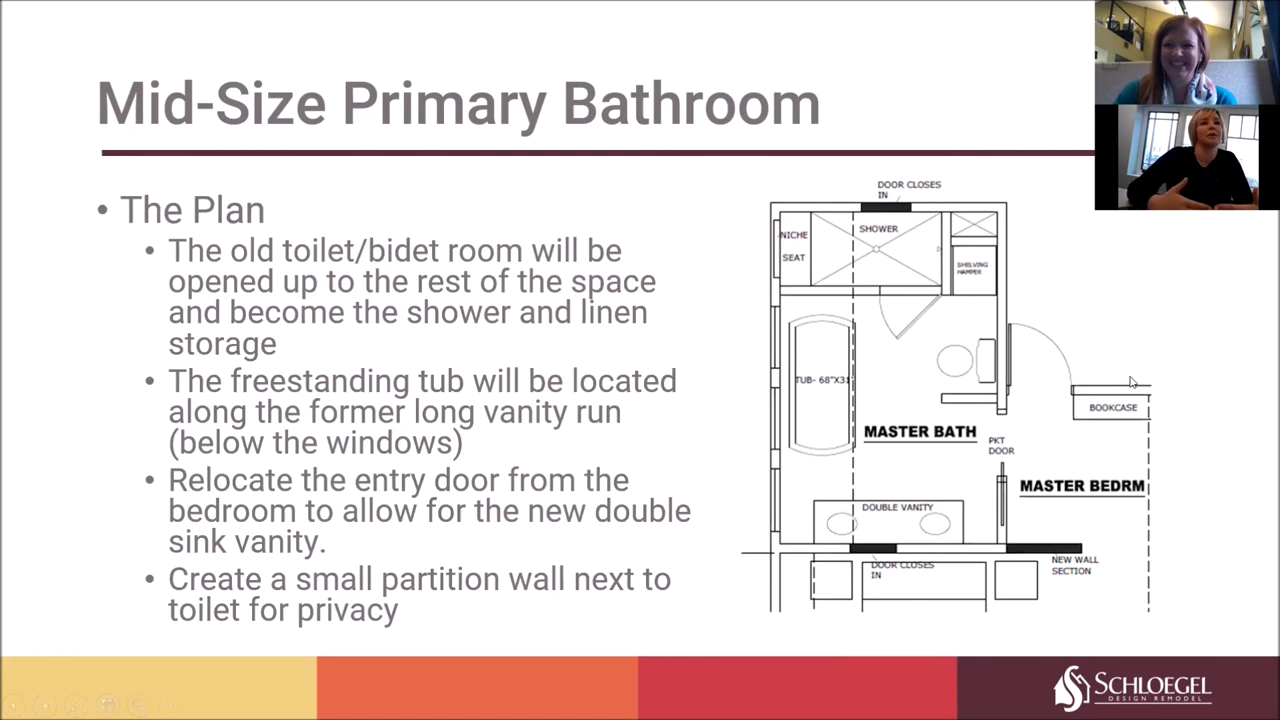 Mid-Size Primary Bathroom
• The Plan
• The old toilet/bidet room will be
opened up to the rest of the space
and become the shower and linen
storage
• The freestanding tub will be located
along the former long vanity run
(below the windows)
• Relocate the entry door from the
bedroom to allow for the new double
sink vanity.
• Create a small partition wall next to
toilet for privacy
DOOR CLOSES
IN
NICHE
SHOWER
SEAT
SHELVING
HAMPER
TUB- 68"X31"
BOOKCASE
MASTER BATH
PKT
DOOR
MASTER BEDRM
DOUBLE VANITY
DOOR CLOSES
IN
NEW WALL
SECTION
SCHLOEGEL
DESIGN REMODEL